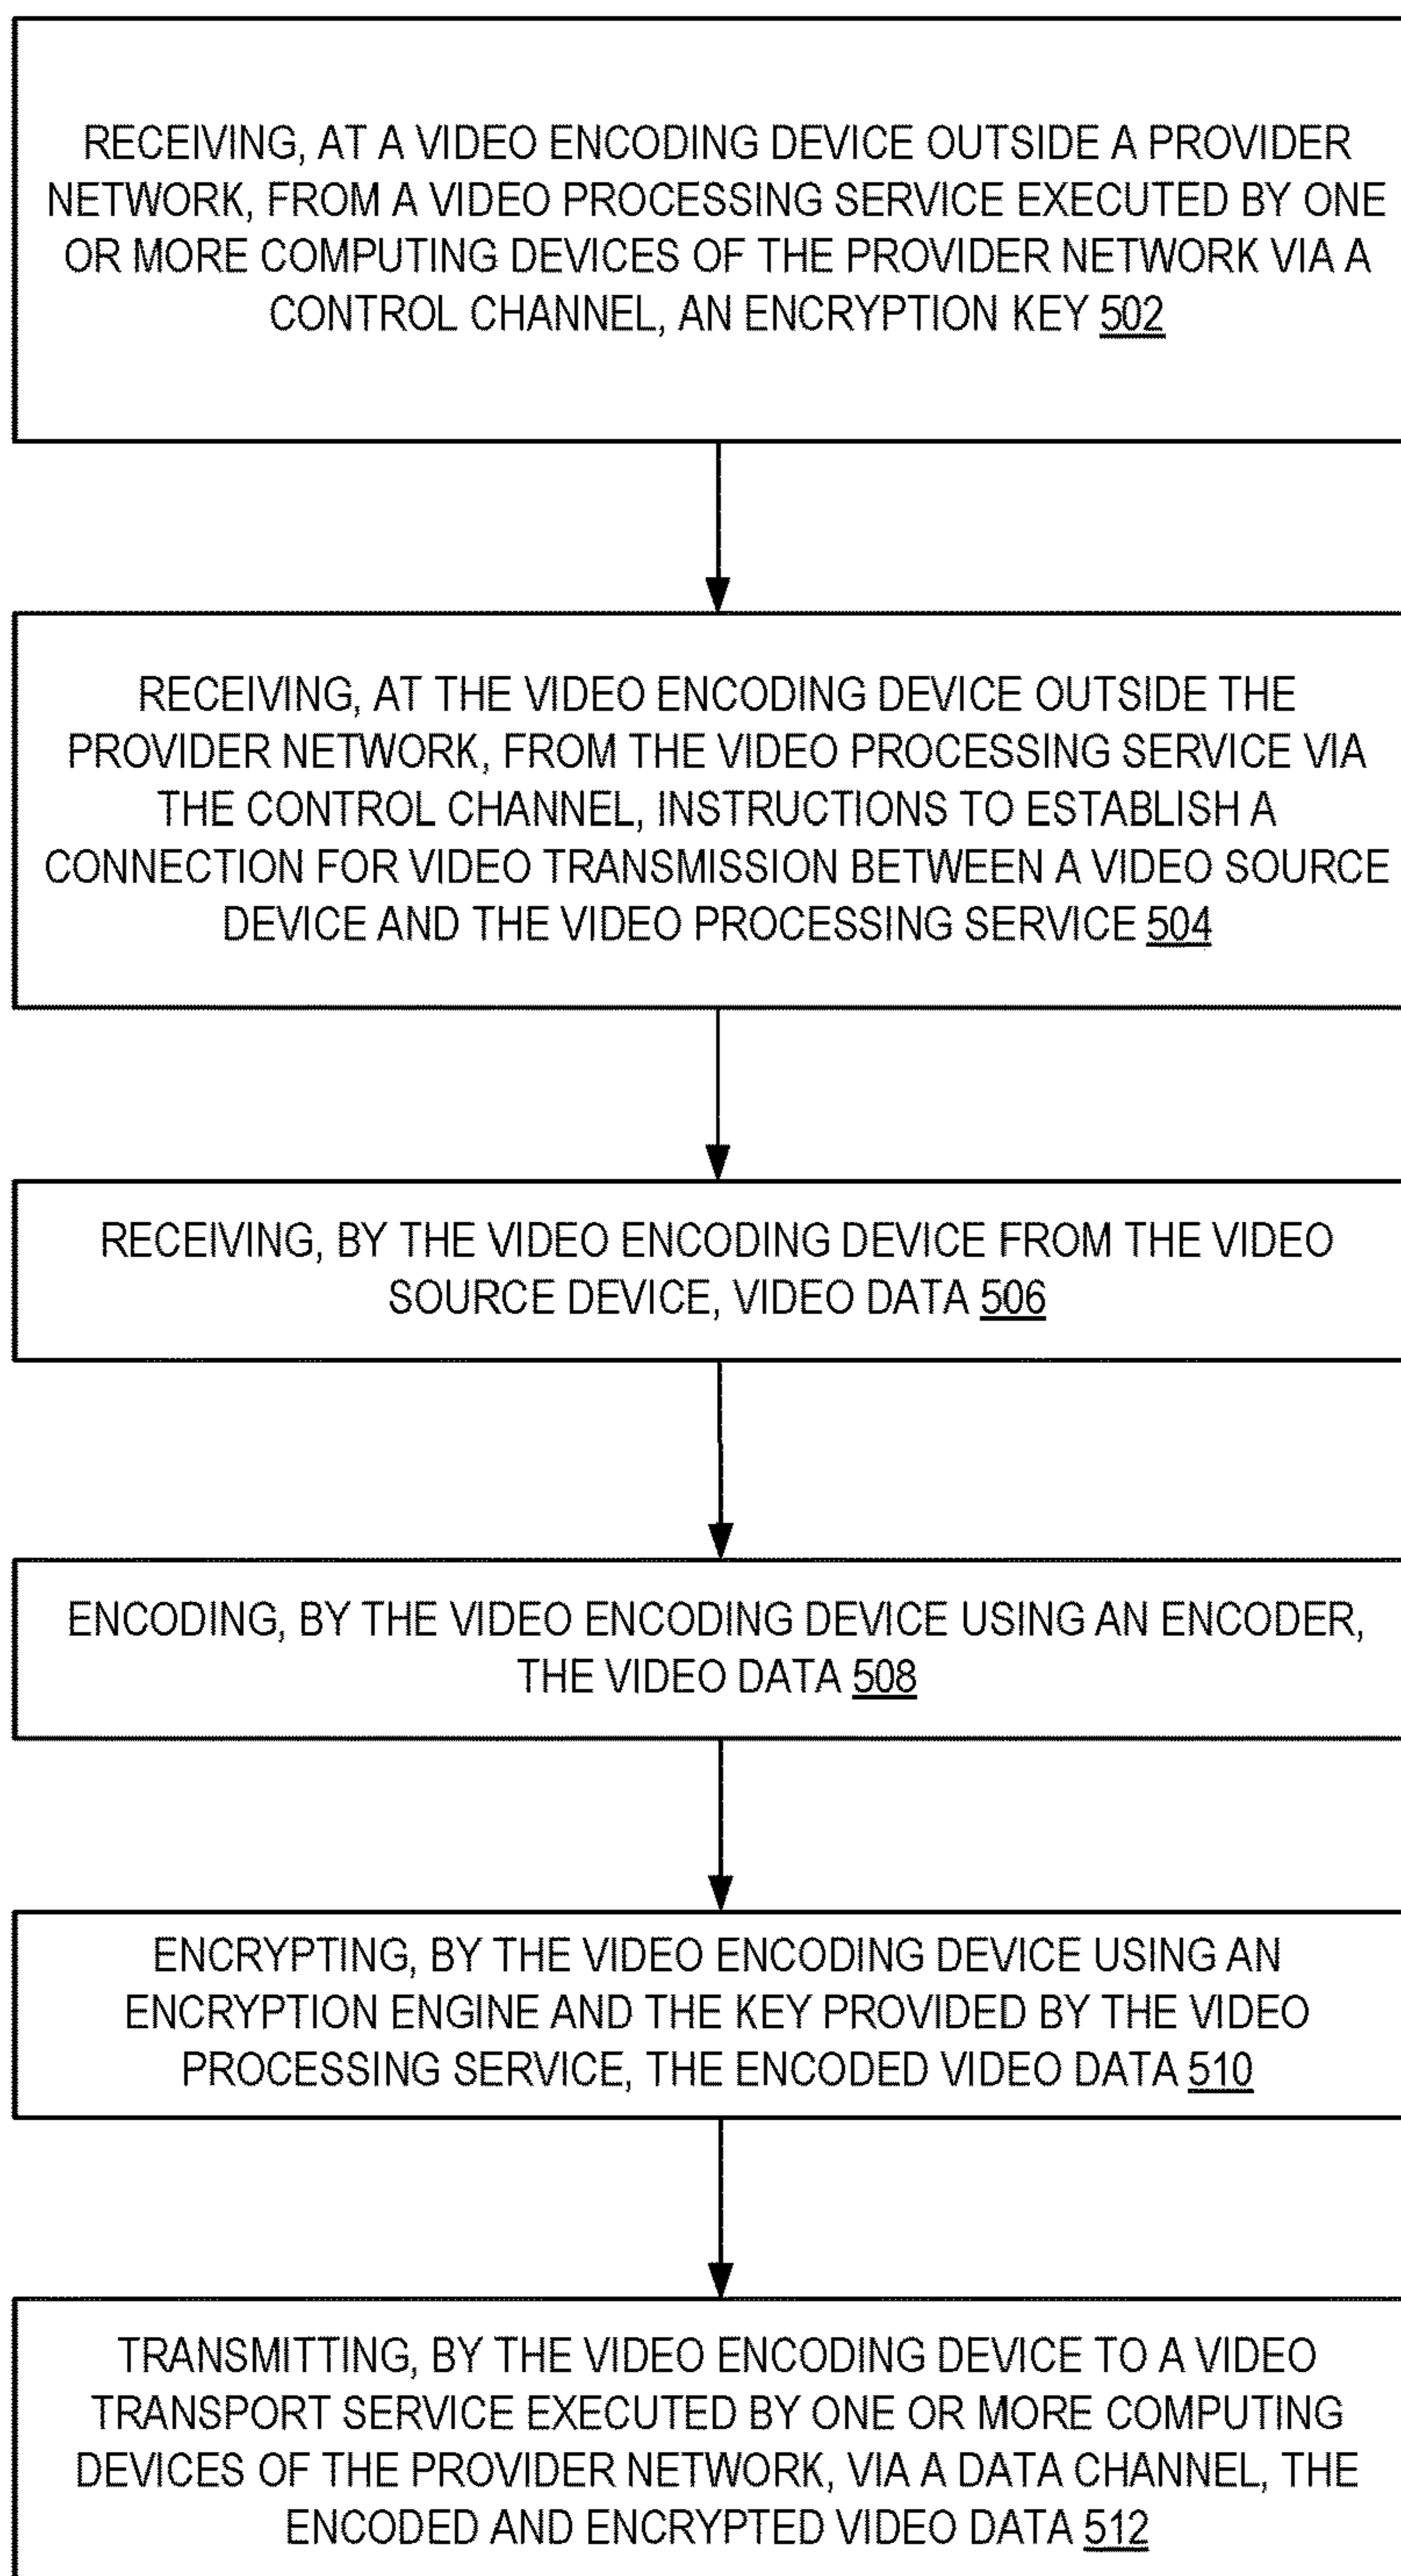 RECEIVING, AT A VIDEO ENCODING DEVICE OUTSIDE A PROVIDER
NETWORK, FROM A VIDEO PROCESSING SERVICE EXECUTED BY ONE
OR MORE COMPUTING DEVICES OF THE PROVIDER NETWORK VIA A
CONTROL CHANNEL, AN ENCRYPTION KEY 502
RECEIVING, AT THE VIDEO ENCODING DEVICE OUTSIDE THE
PROVIDER NETWORK, FROM THE VIDEO PROCESSING SERVICE VIA
THE CONTROL CHANNEL, INSTRUCTIONS TO ESTABLISH A
CONNECTION FOR VIDEO TRANSMISSION BETWEEN A VIDEO SOURCE
DEVICE AND THE VIDEO PROCESSING SERVICE 504
RECEIVING, BY THE VIDEO ENCODING DEVICE FROM THE VIDEO
SOURCE DEVICE, VIDEO DATA 506
ENCODING, BY THE VIDEO ENCODING DEVICE USING AN ENCODER,
THE VIDEO DATA 508
ENCRYPTING, BY THE VIDEO ENCODING DEVICE USING AN
ENCRYPTION ENGINE AND THE KEY PROVIDED BY THE VIDEO
PROCESSING SERVICE, THE ENCODED VIDEO DATA 510
TRANSMITTING, BY THE VIDEO ENCODING DEVICE TO A VIDEO
TRANSPORT SERVICE EXECUTED BY ONE OR MORE COMPUTING
DEVICES OF THE PROVIDER NETWORK, VIA A DATA CHANNEL, THE
ENCODED AND ENCRYPTED VIDEO DATA 512